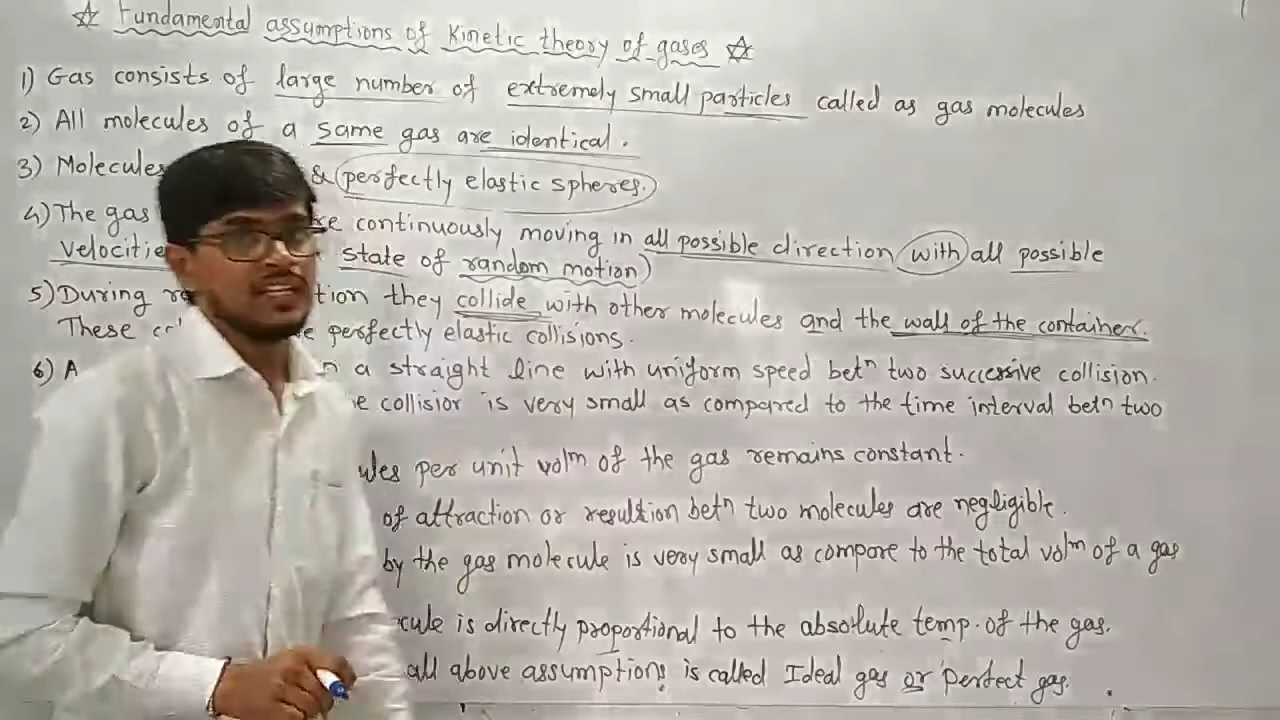 ☆ Fundamental assumptions of Kinetic theory of gases ☆
1) Gas consists of large number of extremely small particles called as gas molecules
2) All molecules of a same gas are identical.
3) Molecules & perfectly elastic spheres.
4) The gas continuously moving in all possible direction with all possible
state of random motion)
5) During tion they collide with other molecules and the wall of the container.
These perfectly elastic collisions.
6) A a straight line with uniform speed betn two successive collision.
collision is very small as compared to the time interval betn two
per unit volm of the gas remains constant.
of attraction or resultion betn two molecules are negligible.
by the gas molecule is very small as compare to the total volm of a gas
cule is directly proportional to the absolute temp. of the gas.
all above assumptions is called Ideal gas or perfect gas.